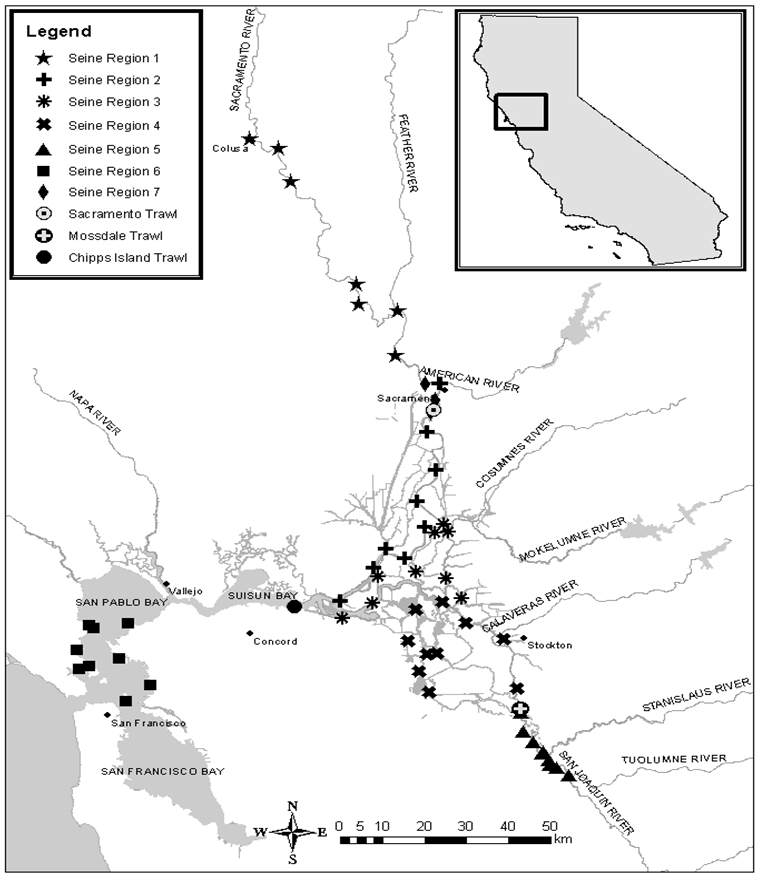 Legend
Seine Region 1
Seine Region 2
Seine Region 3
Seine Region 4
Seine Region 5
Seine Region 6
Seine Region 7
Sacramento Trawl
Mossdale Trawl
Chipps Island Trawl
SACRAMENTO RIVER
FEATHER RIVER
Colusa
AMERICAN RIVER
Sacramen
NAPA RIVER
COSUMNES RIVER
MOKELUMNE RIVER
Vallejo
SUISUN BAY
SAN PABLO BAY
CALAVERAS RIVER
Concord
Stockton
STANISLAUS RIVER
San Francisco
SAN JOAQUIN RIVER
TUOLUMNE RIVER
SAN FRANCISCO BAY
N
W E
S
0 5 10 20 30 40 50
km